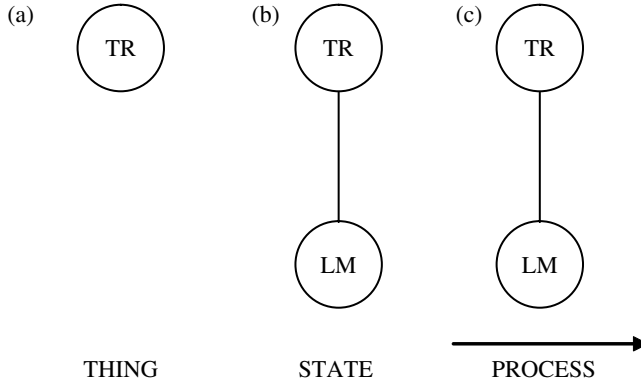 (a)
TR
THING
(b)
TR
LM
STATE
(c)
TR
LM
PROCESS